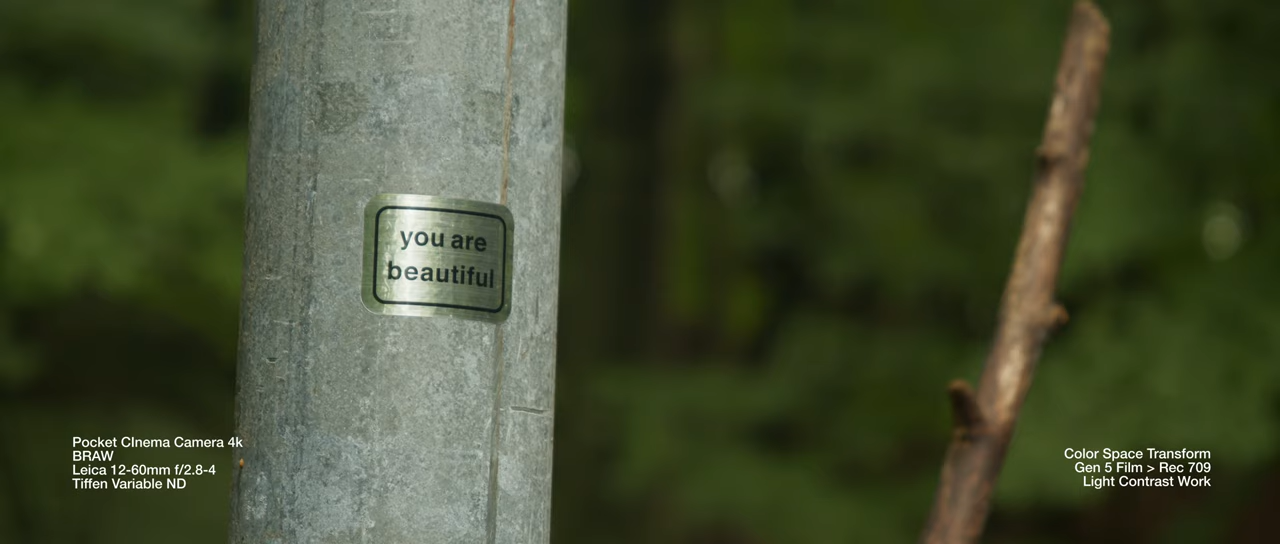 you are
beautiful
Pocket CInema Camera 4k
BRAW
Leica 12-60mm f/2.8-4
Tiffen Variable ND
Color Space Transform
Gen 5 Film > Rec 709
Light Contrast Work